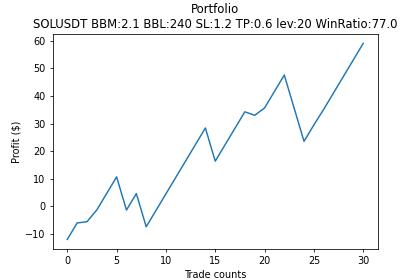 Portfolio
SOLUSDT BBM:2.1 BBL:240 SL:1.2 TP:0.6 lev:20 WinRatio:77.0
60
50
40
30
20
10
0
−10
Profit ($)
0 5 10 15 20 25 30
Trade counts